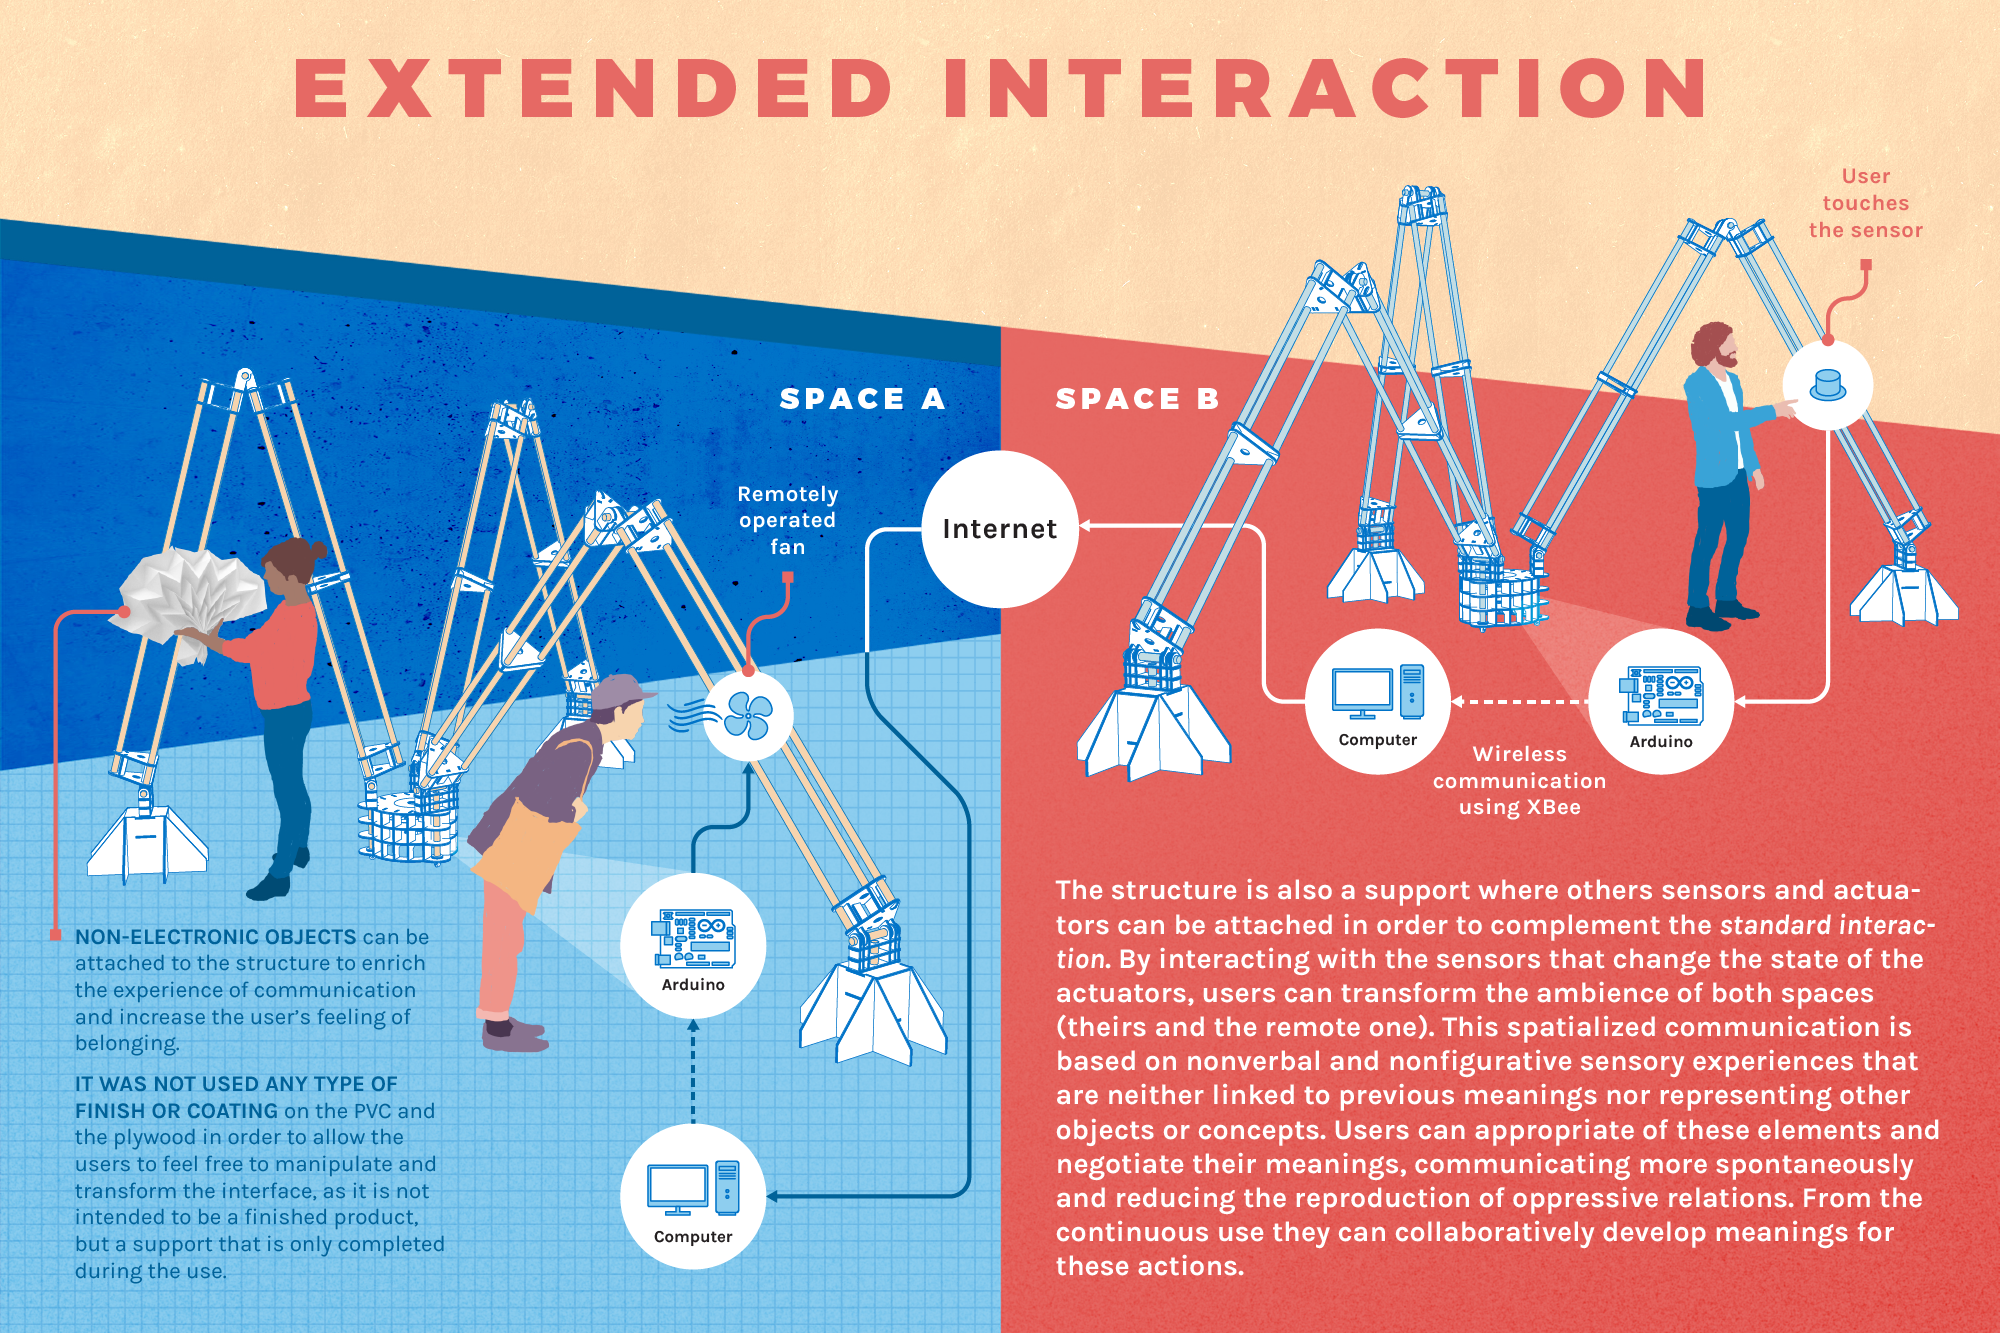 EXTENDED INTERACTION
User
touches
the sensor
SPACE A
SPACE B
Remotely
operated
fan
Internet
Computer
Arduino
Wireless
communication
using XBee
Arduino
Computer
NON-ELECTRONIC OBJECTS can be
attached to the structure to enrich
the experience of communication
and increase the user's feeling of
belonging.
IT WAS NOT USED ANY TYPE OF
FINISH OR COATING on the PVC and
the plywood in order to allow the
users to feel free to manipulate and
transform the interface, as it is not
intended to be a finished product,
but a support that is only completed
during the use.
The structure is also a support where others sensors and actua-
tors can be attached in order to complement the standard interac-
tion. By interacting with the sensors that change the state of the
actuators, users can transform the ambience of both spaces
(theirs and the remote one). This spatialized communication is
based on nonverbal and nonfigurative sensory experiences that
are neither linked to previous meanings nor representing other
objects or concepts. Users can appropriate of these elements and
negotiate their meanings, communicating more spontaneously
and reducing the reproduction of oppressive relations. From the
continuous use they can collaboratively develop meanings for
these actions.